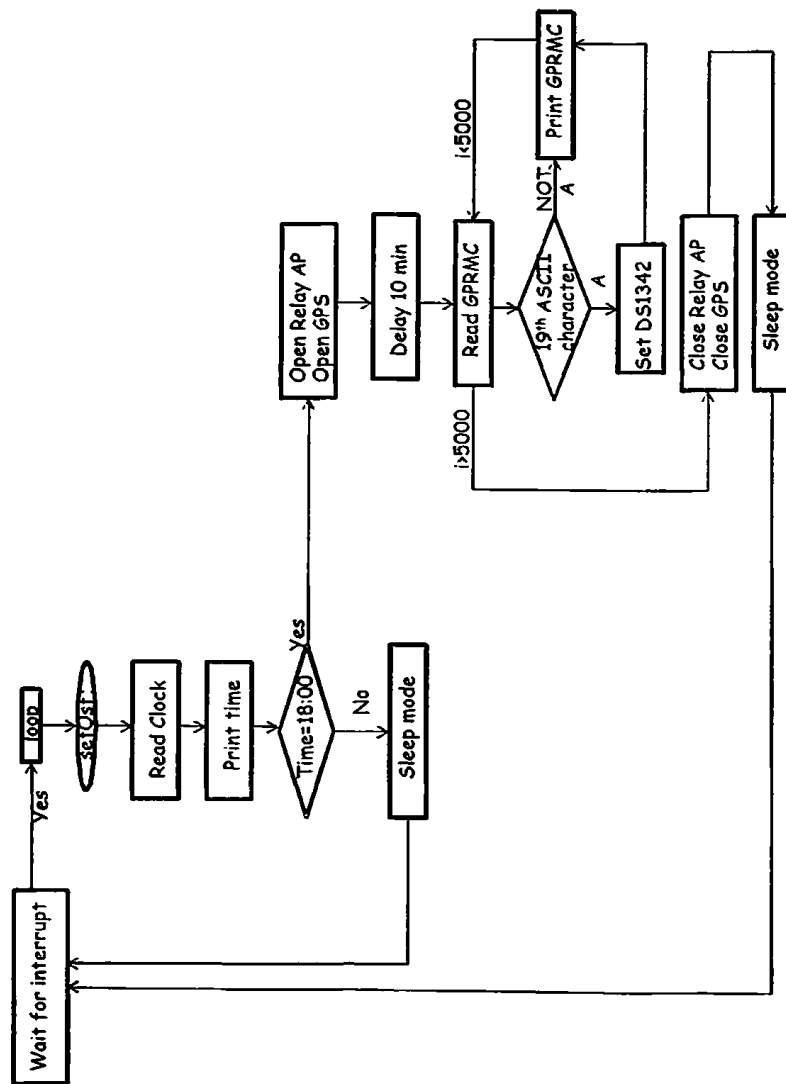 Wait for interrupt
Yes
loop
setOst
Read Clock
Print time
Time=18:00
Yes
No
Sleep mode
Open Relay AP
Open GPS
Delay 10 min
Read GPRMC
i<5000
i>5000
19th ASCII
character
NOT
A
Print GPRMC
A
Set DS1342
Close Relay AP
Close GPS
Sleep mode